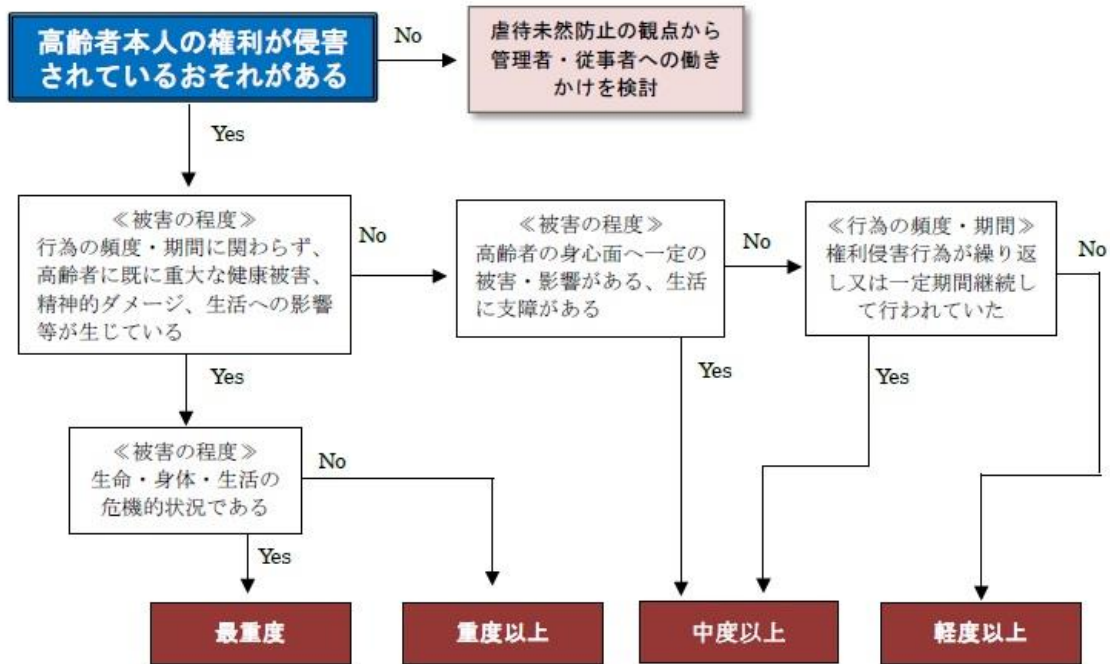 高齢者本人の権利が侵害
されているおそれがある
No
虐待未然防止の観点から
管理者・従事者への働き
かけを検討
Yes
≪被害の程度≫
行為の頻度・期間に関わらず、
高齢者に既に重大な健康被害、
精神的ダメージ、生活への影響
等が生じている
No
≪被害の程度≫
高齢者の身心面へ一定の
被害・影響がある、生活
に支障がある
No
≪行為の頻度・期間≫
権利侵害行為が繰り返
し又は一定期間継続し
て行われていた
No
Yes
Yes
Yes
≪被害の程度≫
生命・身体・生活の
危機的状況である
No
Yes
最重度
重度以上
中度以上
軽度以上